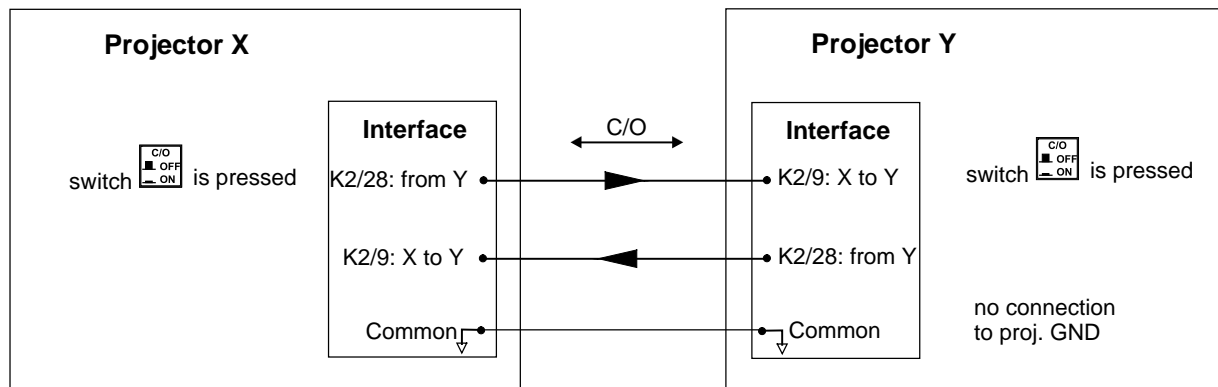 Projector X
Projector Y
Interface
C/O
Interface
C/O
OFF
ON
switch is pressed
K2/28: from Y
K2/9: X to Y
C/O
OFF
ON
switch is pressed
K2/9: X to Y
K2/28: from Y
Common
Common
no connection
to proj. GND